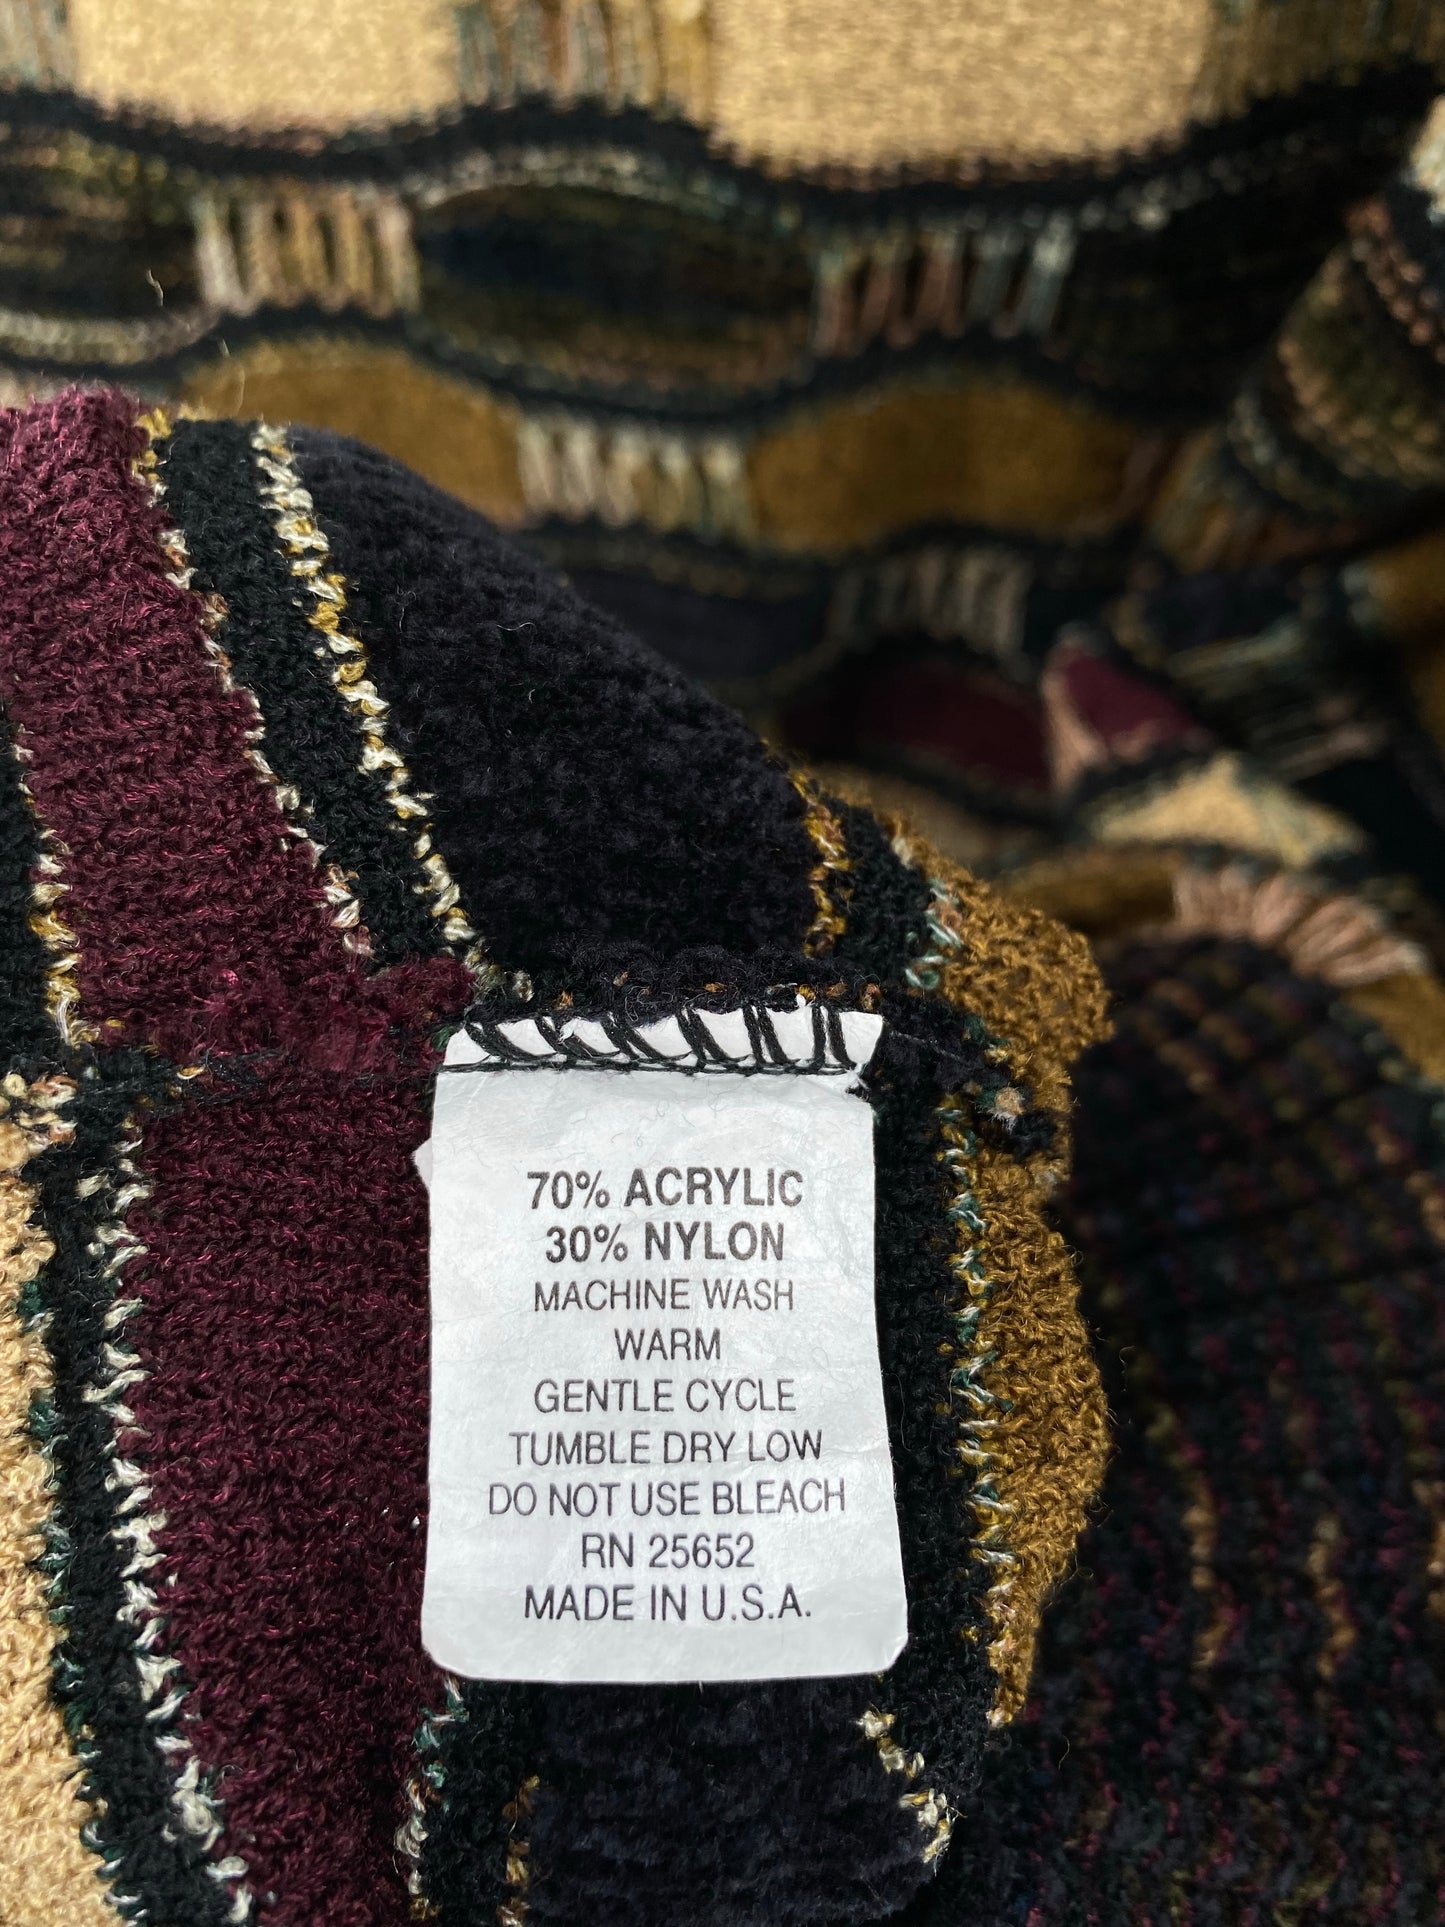 70% ACRYLIC
30% NYLON
MACHINE WASH
WARM
GENTLE CYCLE
TUMBLE DRY LOW
DO NOT USE BLEACH
RN 25652
MADE IN U.S.A.